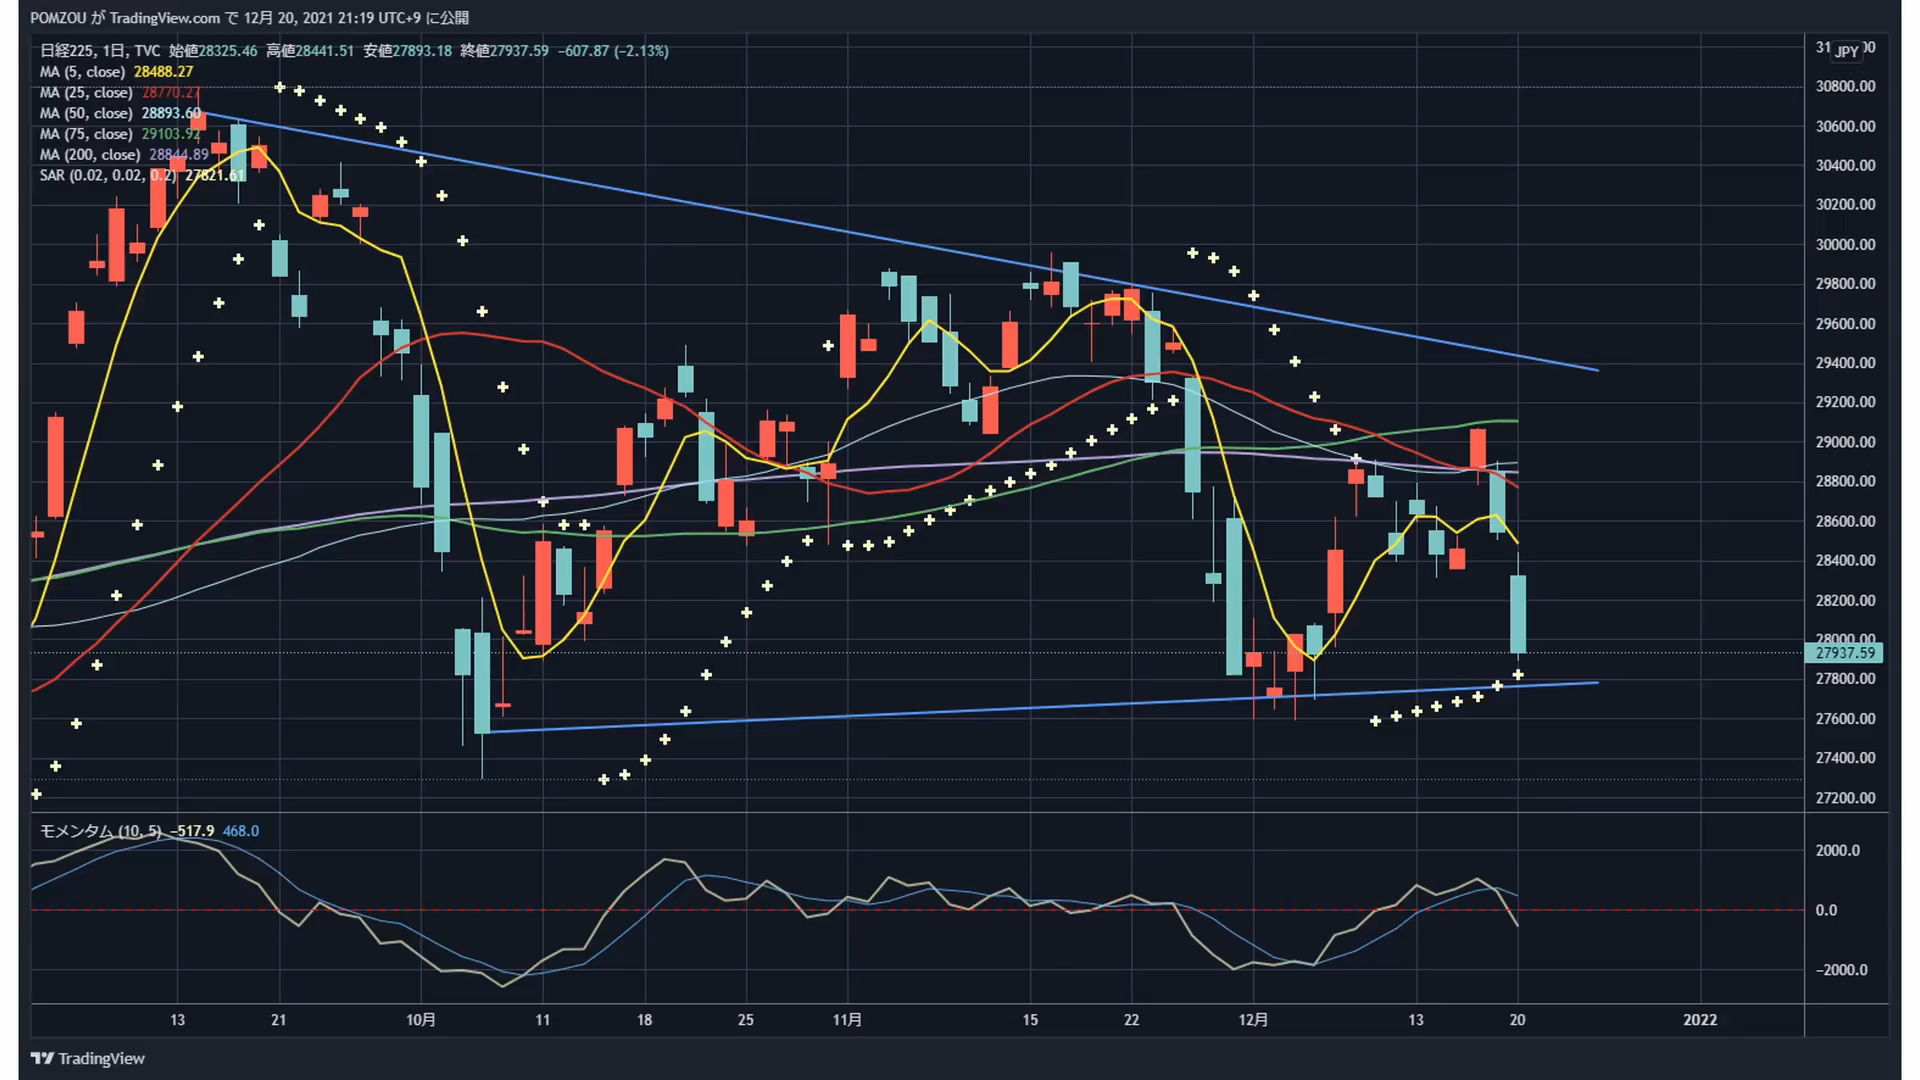 POMZOU が TradingView.com で 12月 20, 2021 21:19 UTC+9 に公開
日経225, 1日, TVC 始値28325.46 高値28441.51 安値27893.18 終値27937.59 −607.87 (−2.13%)
MA (5, close) 28488.27
MA (25, close) 28770.27
MA (50, close) 28893.60
MA (75, close) 29103.92
MA (200, close) 28844.89
SAR (0.02, 0.02, 0.2) 27821.61
JPY
30800.00
30600.00
30400.00
30200.00
30000.00
29800.00
29600.00
29400.00
29200.00
29000.00
28800.00
28600.00
28400.00
28200.00
28000.00
27937.59
27800.00
27600.00
27400.00
27200.00
モメンタム (10, 5) −517.9 468.0
2000.0
0.0
−2000.0
13 21 10月 11 18 25 11月 15 22 12月 13 20 2022
TradingView